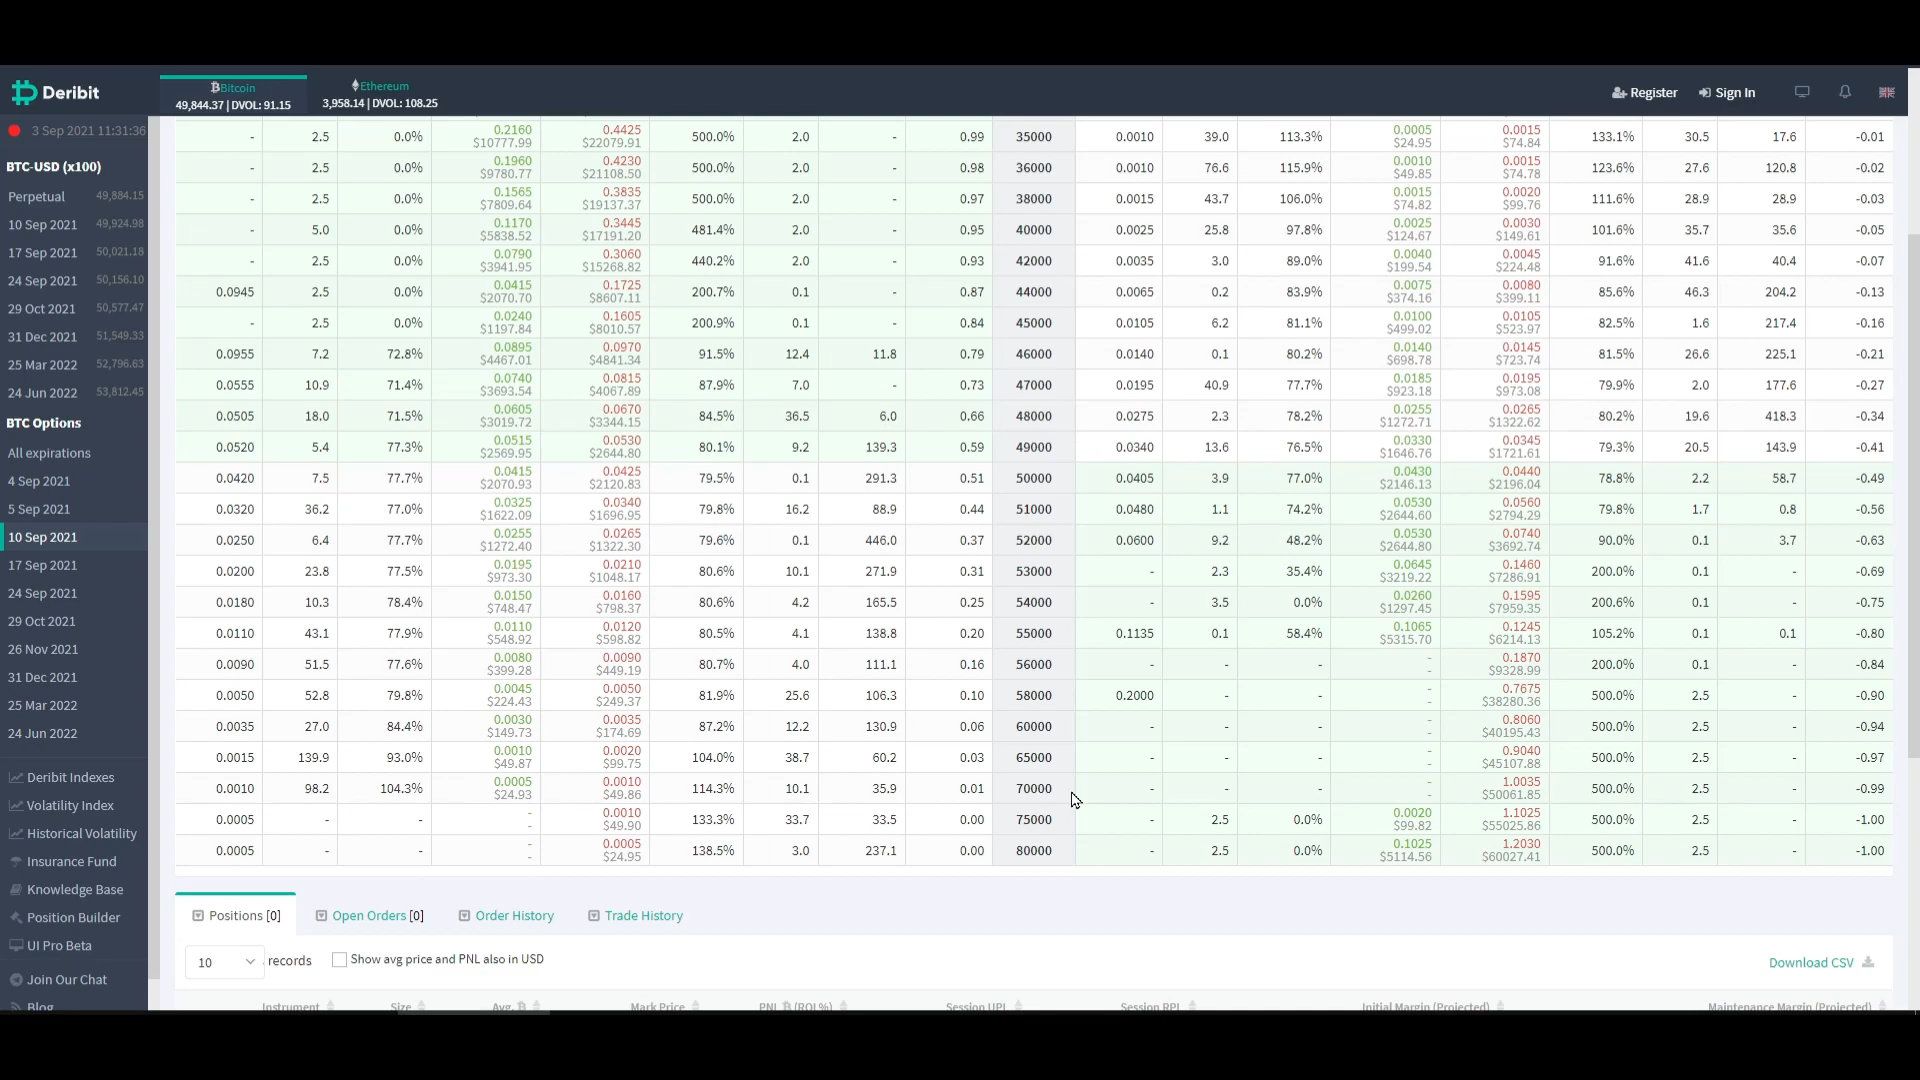 Deribit
Bitcoin
49,844.37 | DVOL: 91.15
Ethereum
3,958.14 | DVOL: 108.25
Register
Sign In
3 Sep 2021 11:31:36
BTC-USD (x100)
Perpetual 49,884.15
10 Sep 2021 49,924.98
17 Sep 2021 50,021.18
24 Sep 2021 50,156.10
29 Oct 2021 50,577.47
31 Dec 2021 51,549.33
25 Mar 2022 52,796.63
24 Jun 2022 53,812.45
BTC Options
All expirations
4 Sep 2021
5 Sep 2021
10 Sep 2021
17 Sep 2021
24 Sep 2021
29 Oct 2021
26 Nov 2021
31 Dec 2021
25 Mar 2022
24 Jun 2022
Deribit Indexes
Volatility Index
Historical Volatility
Insurance Fund
Knowledge Base
Position Builder
UI Pro Beta
Join Our Chat
Blog
- 2.5 0.0% 0.2160 0.4425 500.0% 2.0 - 0.99 35000 0.0010 39.0 113.3% 0.0005 0.0015 133.1% 30.5 17.6 -0.01
$10777.99 $22079.91 $24.95 $74.84
- 2.5 0.0% 0.1960 0.4230 500.0% 2.0 - 0.98 36000 0.0010 76.6 115.9% 0.0010 0.0015 123.6% 27.6 120.8 -0.02
$9780.77 $21108.50 $49.85 $74.78
- 2.5 0.0% 0.1565 0.3835 500.0% 2.0 - 0.97 38000 0.0015 43.7 106.0% 0.0015 0.0020 111.6% 28.9 28.9 -0.03
$7809.64 $19137.37 $74.82 $99.76
- 5.0 0.0% 0.1170 0.3445 481.4% 2.0 - 0.95 40000 0.0025 25.8 97.8% 0.0025 0.0030 101.6% 35.7 35.6 -0.05
$5838.52 $17191.20 $124.67 $149.61
- 2.5 0.0% 0.0790 0.3060 440.2% 2.0 - 0.93 42000 0.0035 3.0 89.0% 0.0040 0.0045 91.6% 41.6 40.4 -0.07
$3941.95 $15268.82 $199.54 $224.48
0.0945 2.5 0.0% 0.0415 0.1725 200.7% 0.1 - 0.87 44000 0.0065 0.2 83.9% 0.0075 0.0080 85.6% 46.3 204.2 -0.13
$2070.70 $8607.11 $374.16 $399.11
- 2.5 0.0% 0.0240 0.1605 200.9% 0.1 - 0.84 45000 0.0105 6.2 81.1% 0.0100 0.0105 82.5% 1.6 217.4 -0.16
$1197.84 $8010.57 $499.02 $523.97
0.0955 7.2 72.8% 0.0895 0.0970 91.5% 12.4 11.8 0.79 46000 0.0140 0.1 80.2% 0.0140 0.0145 81.5% 26.6 225.1 -0.21
$4467.01 $4841.34 $698.78 $723.74
0.0555 10.9 71.4% 0.0740 0.0815 87.9% 7.0 - 0.73 47000 0.0195 40.9 77.7% 0.0185 0.0195 79.9% 2.0 177.6 -0.27
$3693.54 $4067.89 $923.18 $973.08
0.0505 18.0 71.5% 0.0605 0.0670 84.5% 36.5 6.0 0.66 48000 0.0275 2.3 78.2% 0.0255 0.0265 80.2% 19.6 418.3 -0.34
$3019.72 $3344.15 $1272.71 $1322.62
0.0520 5.4 77.3% 0.0515 0.0530 80.1% 9.2 139.3 0.59 49000 0.0340 13.6 76.5% 0.0330 0.0345 79.3% 20.5 143.9 -0.41
$2569.95 $2644.80 $1646.76 $1721.61
0.0420 7.5 77.7% 0.0415 0.0425 79.5% 0.1 291.3 0.51 50000 0.0405 3.9 77.0% 0.0430 0.0440 78.8% 2.2 58.7 -0.49
$2070.93 $2120.83 $2146.13 $2196.04
0.0320 36.2 77.0% 0.0325 0.0340 79.8% 16.2 88.9 0.44 51000 0.0480 1.1 74.2% 0.0530 0.0560 79.8% 1.7 0.8 -0.56
$1622.09 $1696.95 $2644.60 $2794.29
0.0250 6.4 77.7% 0.0255 0.0265 79.6% 0.1 446.0 0.37 52000 0.0600 9.2 48.2% 0.0530 0.0740 90.0% 0.1 3.7 -0.63
$1272.40 $1322.30 $2644.80 $3692.74
0.0200 23.8 77.5% 0.0195 0.0210 80.6% 10.1 271.9 0.31 53000 - 2.3 35.4% 0.0645 0.1460 200.0% 0.1 - -0.69
$973.30 $1048.17 $3219.22 $7286.91
0.0180 10.3 78.4% 0.0150 0.0160 80.6% 4.2 165.5 0.25 54000 - 3.5 0.0% 0.0260 0.1595 200.6% 0.1 - -0.75
$748.47 $798.37 $1297.45 $7959.35
0.0110 43.1 77.9% 0.0110 0.0120 80.5% 4.1 138.8 0.20 55000 0.1135 0.1 58.4% 0.1065 0.1245 105.2% 0.1 0.1 -0.80
$548.92 $598.82 $5315.70 $6214.13
0.0090 51.5 77.6% 0.0080 0.0090 80.7% 4.0 111.1 0.16 56000 - - - - 0.1870 200.0% 0.1 - -0.84
$399.28 $449.19 - $9328.99
0.0050 52.8 79.8% 0.0045 0.0050 81.9% 25.6 106.3 0.10 58000 0.2000 - - - 0.7675 500.0% 2.5 - -0.90
$224.43 $249.37 - $38280.36
0.0035 27.0 84.4% 0.0030 0.0035 87.2% 12.2 130.9 0.06 60000 - - - - 0.8060 500.0% 2.5 - -0.94
$149.73 $174.69 - $40195.43
0.0015 139.9 93.0% 0.0010 0.0020 104.0% 38.7 60.2 0.03 65000 - - - - 0.9040 500.0% 2.5 - -0.97
$49.87 $99.75 - $45107.88
0.0010 98.2 104.3% 0.0005 0.0010 114.3% 10.1 35.9 0.01 70000 - - - - 1.0035 500.0% 2.5 - -0.99
$24.93 $49.86 - $50061.85
0.0005 - - - 0.0010 133.3% 33.7 33.5 0.00 75000 - 2.5 0.0% 0.0020 1.1025 500.0% 2.5 - -1.00
- $49.90 $99.82 $55025.86
0.0005 - - - 0.0005 138.5% 3.0 237.1 0.00 80000 - 2.5 0.0% 0.1025 1.2030 500.0% 2.5 - -1.00
- $24.95 $5114.56 $60027.41
Positions [0] Open Orders [0] Order History Trade History
10 records Show avg price and PNL also in USD Download CSV
Instrument Size Avg. ₿ Mark Price PNL ₿ (ROI %) Session UPL Session RPL Initial Margin (Projected) Maintenance Margin (Projected)